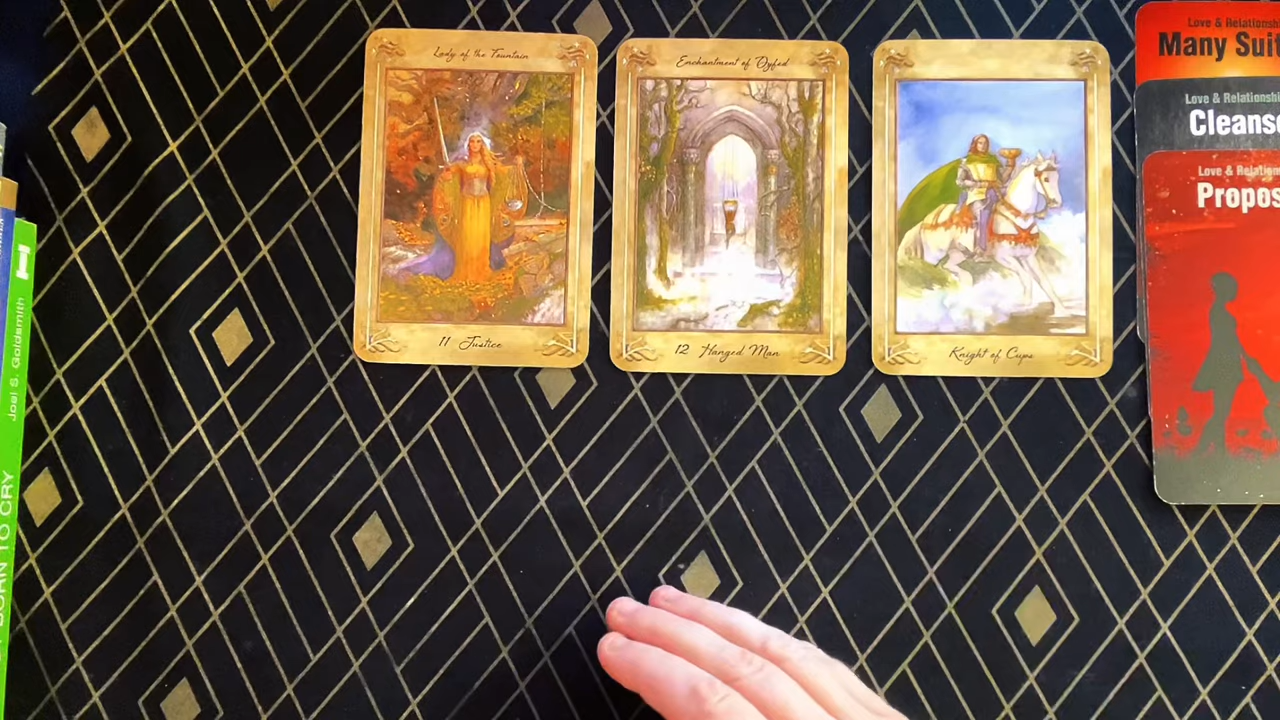 Lady of the Fountain
11 Justice
Enchantment of Dyfed
12 Hanged Man
Knight of Cups
Love & Relationshi
Many Suit
Love & Relationshi
Cleans
Love & Relation
Propos
Joel S. Goldsmith
BORN TO CRY